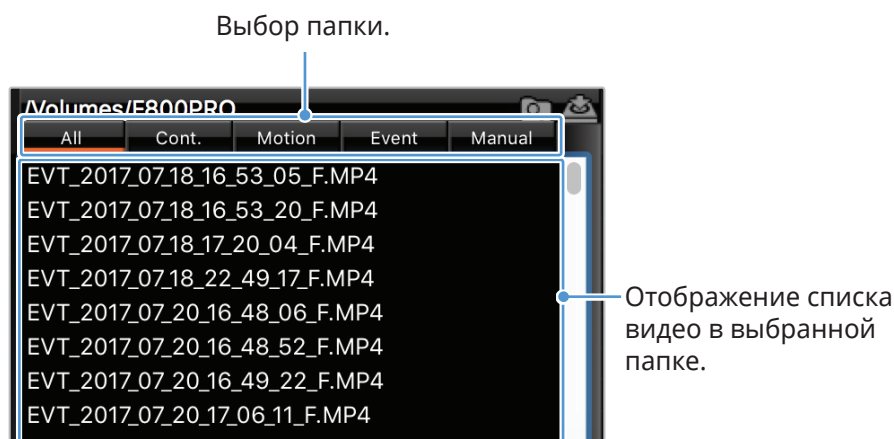 Выбор папки.
/Volumes/F800PRO
All Cont. Motion Event Manual
EVT_2017_07_18_16_53_05_F.MP4
EVT_2017_07_18_16_53_20_F.MP4
EVT_2017_07_18_17_20_04_F.MP4
EVT_2017_07_18_22_49_17_F.MP4
EVT_2017_07_20_16_48_06_F.MP4
EVT_2017_07_20_16_48_52_F.MP4
EVT_2017_07_20_16_49_22_F.MP4
EVT_2017_07_20_17_06_11_F.MP4
Отображение списка
видео в выбранной
папке.